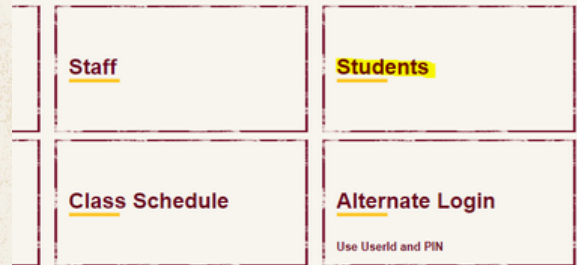 Staff
Students
Class Schedule
Alternate Login
Use UserId and PIN